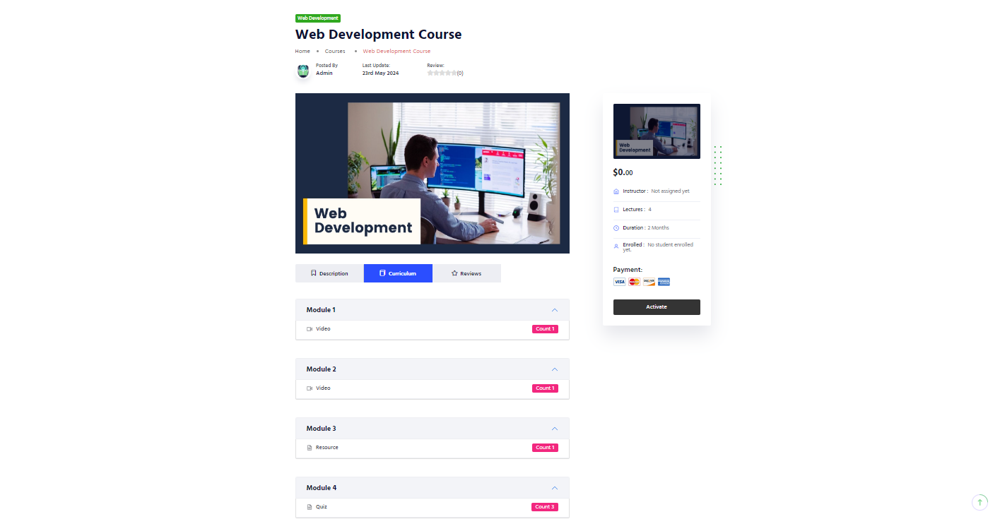 Web Development
Web Development Course
Home • Courses • Web Development Course
Posted By
Admin
Last Update:
23rd May 2024
Review:
(0)
Web
Development
Description
Curriculum
Reviews
Module 1
Video
Count 1
Module 2
Video
Count 1
Module 3
Resource
Count 1
Module 4
Quiz
Count 3
Web
Development
$0.00
Instructor : Not assigned yet
Lectures : 4
Duration : 2 Months
Enrolled : No student enrolled
yet.
Payment:
VISA
MasterCard
DISCOVER
Activate